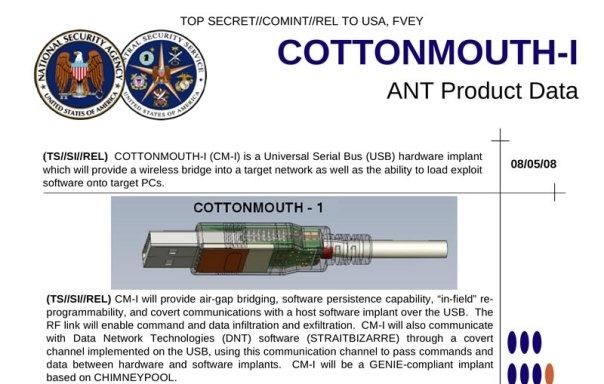 TOP SECRET//COMINT//REL TO USA, FVEY
NATIONAL SECURITY AGENCY
UNITED STATES OF AMERICA
CENTRAL SECURITY SERVICE
UNITED STATES OF AMERICA
COTTONMOUTH-I
ANT Product Data
(TS//SI//REL) COTTONMOUTH-I (CM-I) is a Universal Serial Bus (USB) hardware implant
which will provide a wireless bridge into a target network as well as the ability to load exploit
software onto target PCs.
08/05/08
COTTONMOUTH - 1
(TS//SI//REL) CM-I will provide air-gap bridging, software persistence capability, “in-field” re-
programmability, and covert communications with a host software implant over the USB. The
RF link will enable command and data infiltration and exfiltration. CM-I will also communicate
with Data Network Technologies (DNT) software (STRAITBIZARRE) through a covert
channel implemented on the USB, using this communication channel to pass commands and
data between hardware and software implants. CM-I will be a GENIE-compliant implant
based on CHIMNEYPOOL.